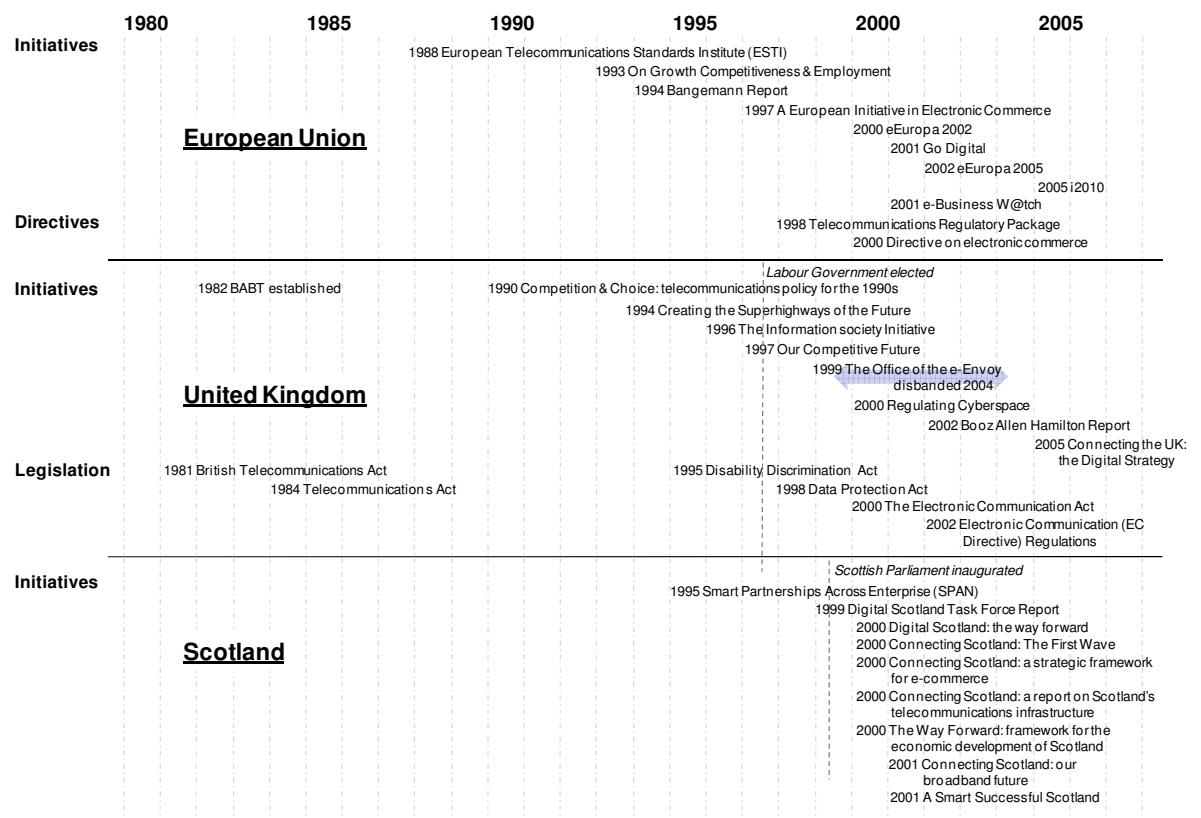 1980 1985 1990 1995 2000 2005
Initiatives
1988 European Telecommunications Standards Institute (ESTI)
1993 On Growth Competitiveness & Employment
1994 Bangemann Report
1997 A European Initiative in Electronic Commerce
2000 eEuropa 2002
European Union
2001 Go Digital
2002 eEuropa 2005
2005 i2010
2001 e-Business W@tch
Directives
1998 Telecommunications Regulatory Package
2000 Directive on electronic commerce
Labour Government elected
Initiatives
1982 BABT established
1990 Competition & Choice: telecommunications policy for the 1990s
1994 Creating the Superhighways of the Future
1996 The Information society Initiative
1997 Our Competitive Future
1999 The Office of the e-Envoy
disbanded 2004
United Kingdom
2000 Regulating Cyberspace
2002 Booz Allen Hamilton Report
2005 Connecting the UK:
the Digital Strategy
Legislation
1981 British Telecommunications Act
1995 Disability Discrimination Act
1984 Telecommunications Act
1998 Data Protection Act
2000 The Electronic Communication Act
2002 Electronic Communication (EC
Directive) Regulations
Scottish Parliament inaugurated
Initiatives
1995 Smart Partnerships Across Enterprise (SPAN)
1999 Digital Scotland Task Force Report
2000 Digital Scotland: the way forward
2000 Connecting Scotland: The First Wave
Scotland
2000 Connecting Scotland: a strategic framework
for e-commerce
2000 Connecting Scotland: a report on Scotland's
telecommunications infrastructure
2000 The Way Forward: framework for the
economic development of Scotland
2001 Connecting Scotland: our
broadband future
2001 A Smart Successful Scotland